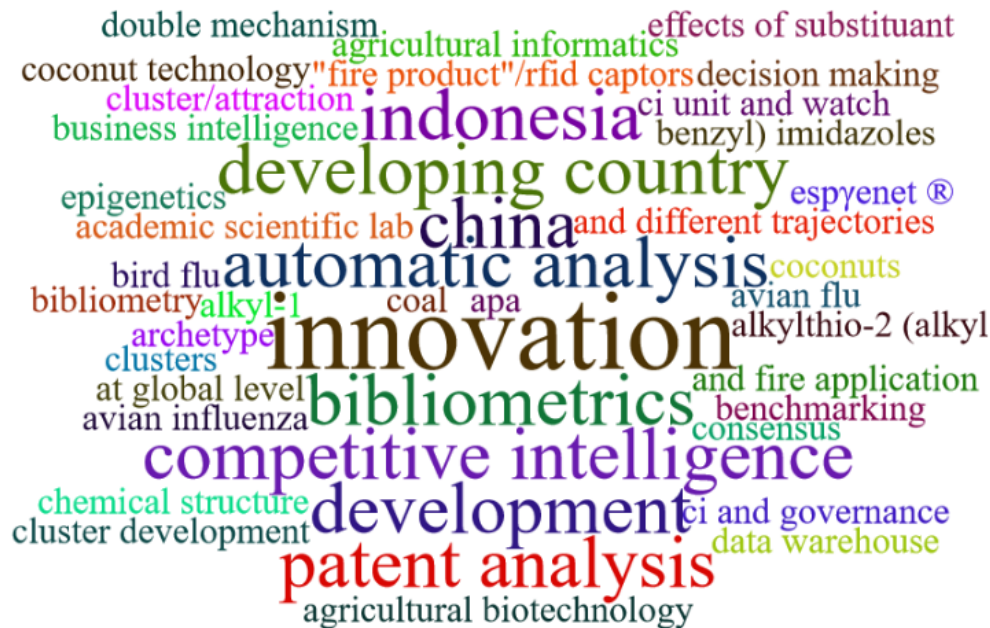 double mechanism
effects of substituant
agricultural informatics
coconut technology
"fire product"/rfid captors
decision making
cluster/attraction
indonesia
ci unit and watch
business intelligence
benzyl) imidazoles
developing country
epigenetics
espγenet ®
academic scientific lab
china
and different trajectories
bird flu
automatic analysis
coconuts
bibliometry
alkyl-1
coal
apa
avian flu
archetype
innovation
alkylthio-2 (alkyl
clusters
at global level
bibliometrics
and fire application
avian influenza
benchmarking
consensus
competitive intelligence
chemical structure
development
ci and governance
cluster development
data warehouse
patent analysis
agricultural biotechnology